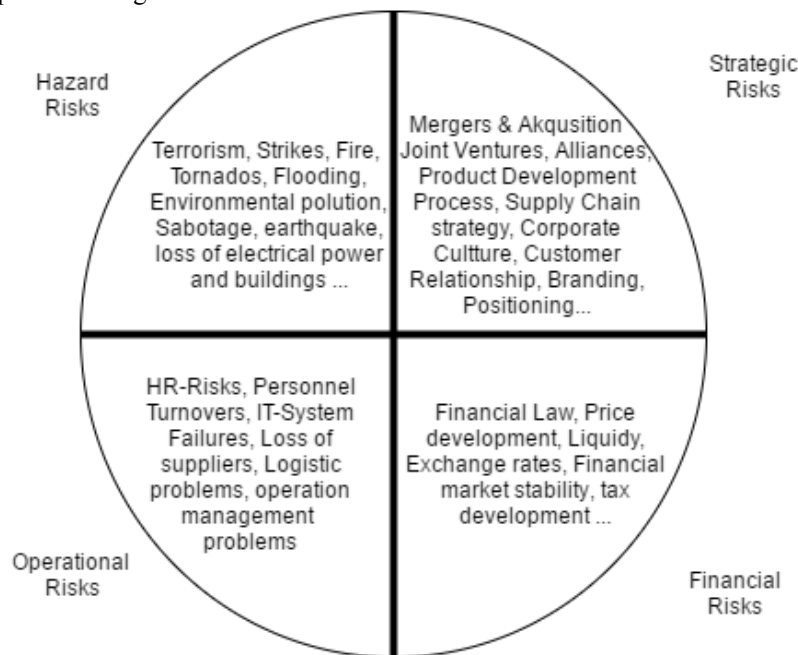 Hazard
Risks
Strategic
Risks
Terrorism, Strikes, Fire,
Tornados, Flooding,
Environmental polution,
Sabotage, earthquake,
loss of electrical power
and buildings ...
Mergers & Akqusition
Joint Ventures, Alliances,
Product Development
Process, Supply Chain
strategy, Corporate
Cultture, Customer
Relationship, Branding,
Positioning...
HR-Risks, Personnel
Turnovers, IT-System
Failures, Loss of
suppliers, Logistic
problems, operation
management
problems
Financial Law, Price
development, Liquidy,
Exchange rates, Financial
market stability, tax
development ...
Operational
Risks
Financial
Risks